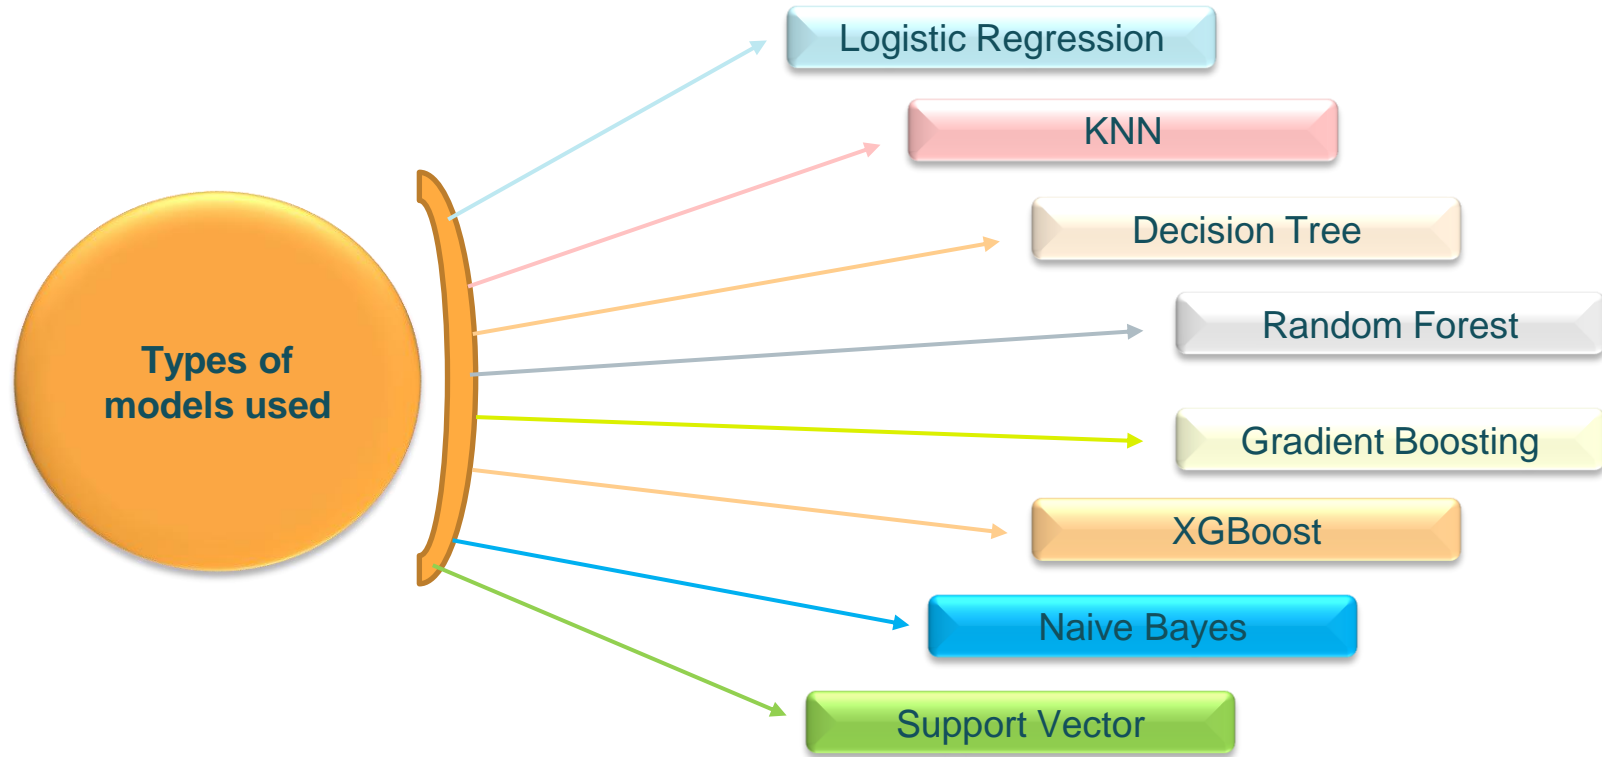 Types of
models used
Logistic Regression
KNN
Decision Tree
Random Forest
Gradient Boosting
XGBoost
Naive Bayes
Support Vector